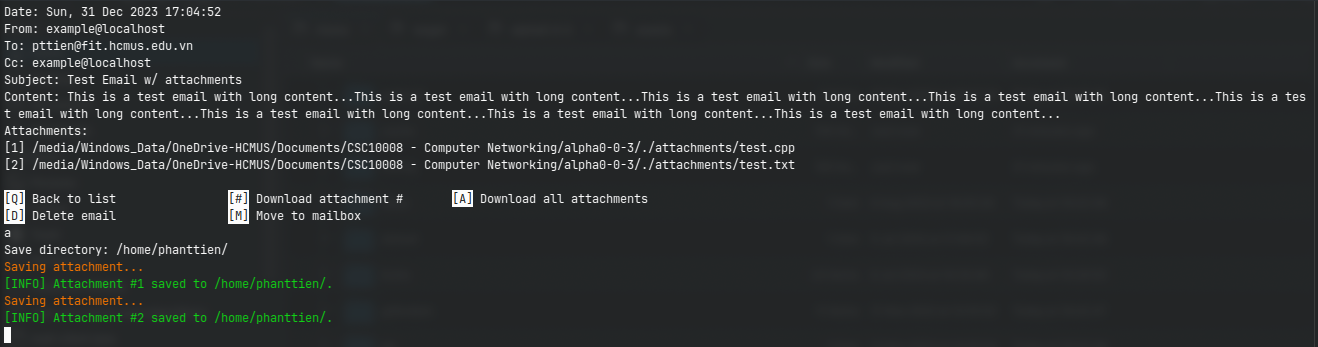 Date: Sun, 31 Dec 2023 17:04:52
From: example@localhost
To: pttien@fit.hcmus.edu.vn
Cc: example@localhost
Subject: Test Email w/ attachments
Content: This is a test email with long content...This is a test email with long content...This is a test email with long content...This is a test email with long content...This is a tes
t email with long content...This is a test email with long content...This is a test email with long content...This is a test email with long content...
Attachments:
[1] /media/Windows_Data/OneDrive-HCMUS/Documents/CSC10008 - Computer Networking/alpha0-0-3/./attachments/test.cpp
[2] /media/Windows_Data/OneDrive-HCMUS/Documents/CSC10008 - Computer Networking/alpha0-0-3/./attachments/test.txt
[Q] Back to list [#] Download attachment # [A] Download all attachments
[D] Delete email [M] Move to mailbox
a
Save directory: /home/phanttien/
Saving attachment...
[INFO] Attachment #1 saved to /home/phanttien/.
Saving attachment...
[INFO] Attachment #2 saved to /home/phanttien/.